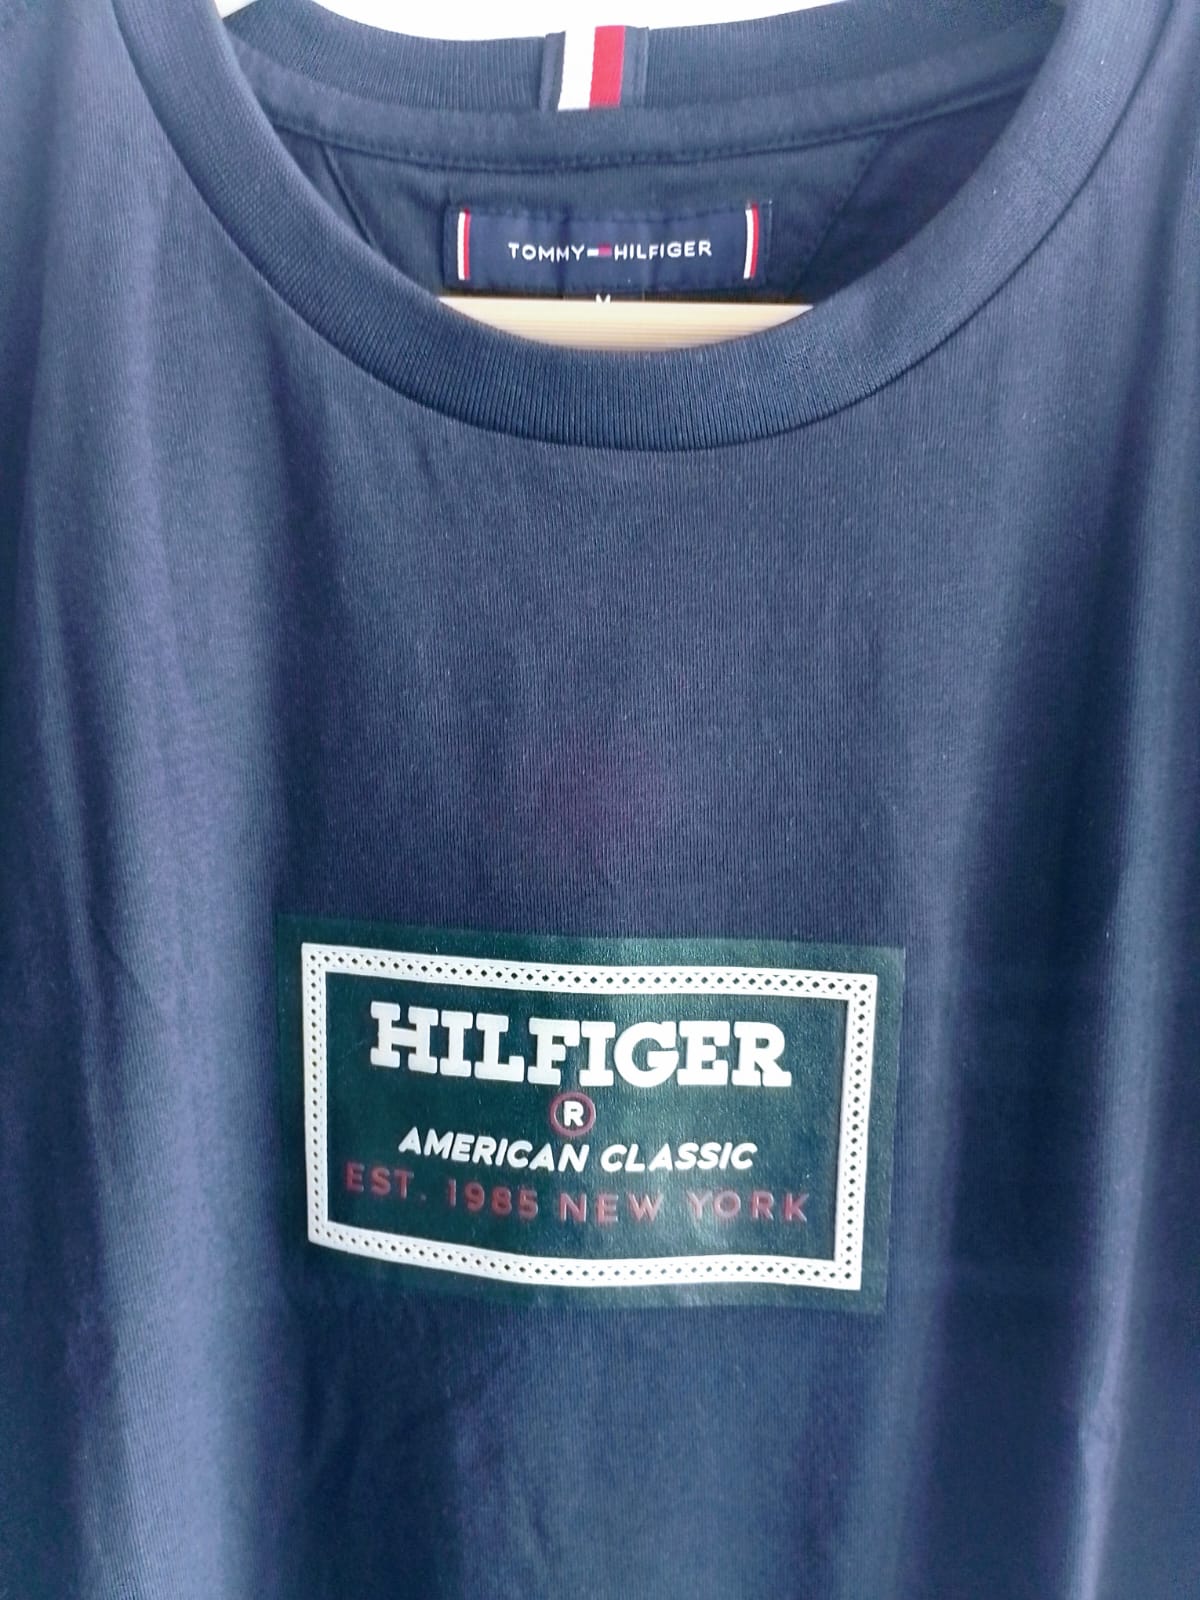 TOMMY HILFIGER
M
HILFIGER
R
AMERICAN CLASSIC
EST. 1985 NEW YORK